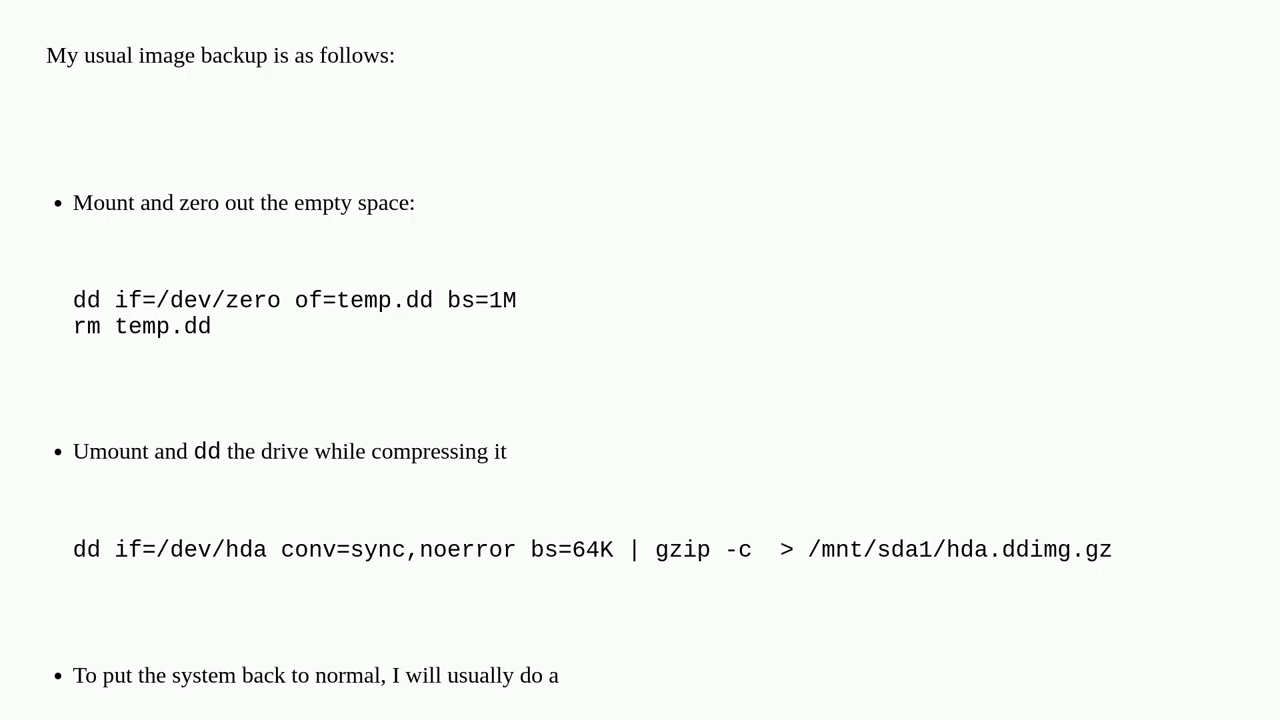 My usual image backup is as follows:
• Mount and zero out the empty space:
dd if=/dev/zero of=temp.dd bs=1M
rm temp.dd
• Umount and dd the drive while compressing it
dd if=/dev/hda conv=sync,noerror bs=64K | gzip -c  > /mnt/sda1/hda.ddimg.gz
• To put the system back to normal, I will usually do a